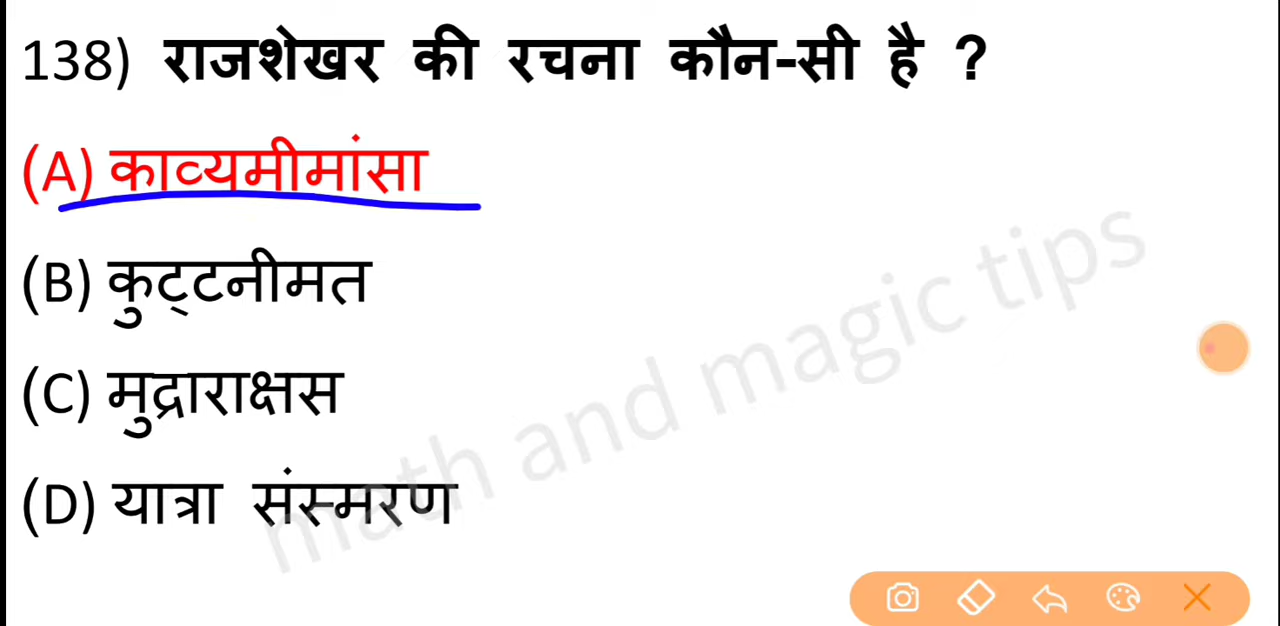 138) राजशेखर की रचना कौन-सी है ?
(A) काव्यमीमांसा
(B) कुट्टनीमत
(C) मुद्राराक्षस
(D) यात्रा संस्मरण
math and magic tips